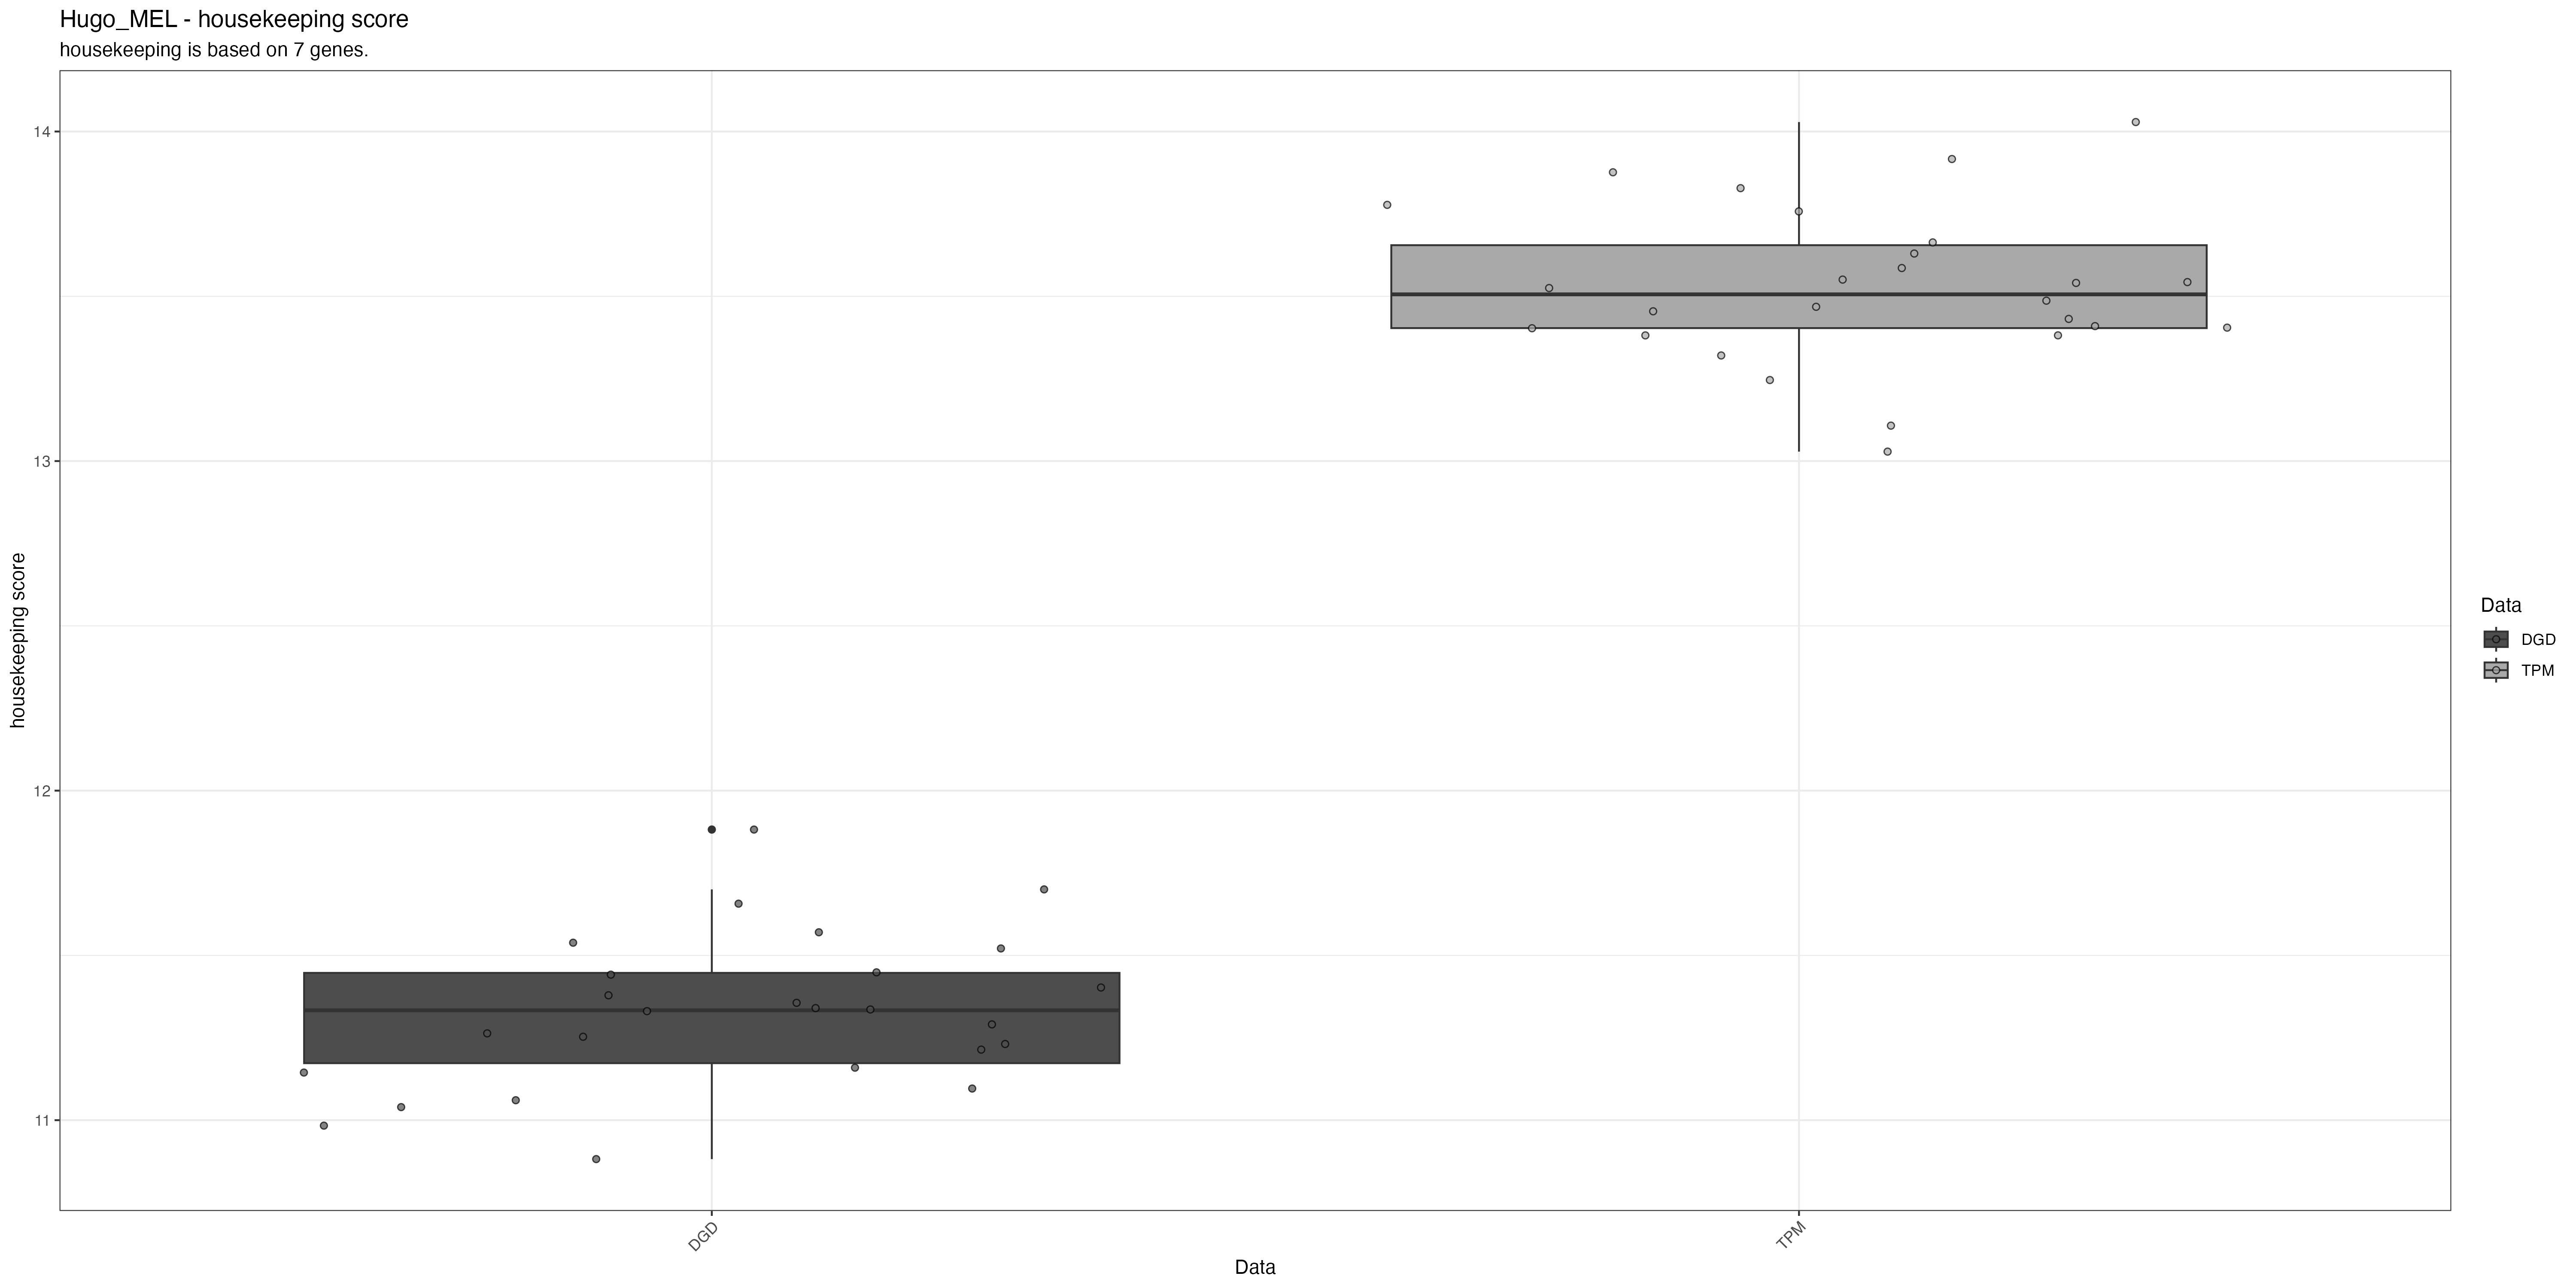 Hugo_MEL - housekeeping score
housekeeping is based on 7 genes.
14
13
12
11
housekeeping score
DGD
TPM
Data
Data
DGD
TPM